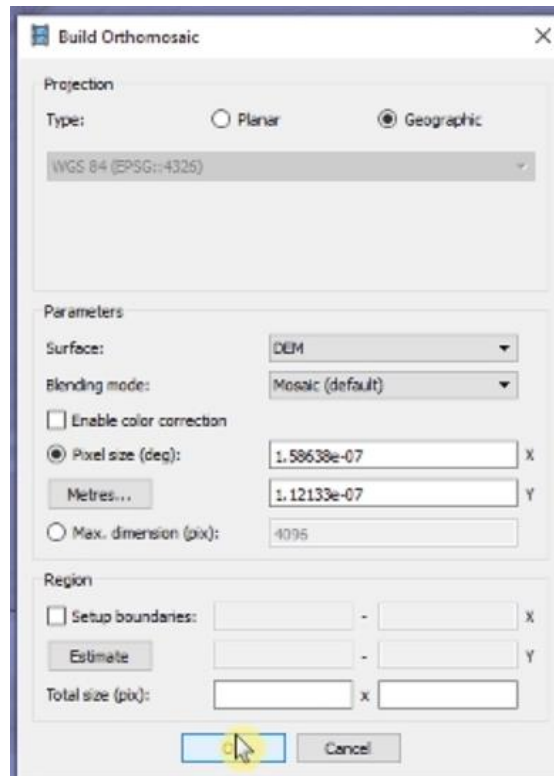 Build Orthomosaic
Projection
Type: Planar Geographic
WGS 84 (EPSG::4326)
Parameters
Surface: DEM
Blending mode: Mosaic (default)
Enable color correction
Pixel size (deg): 1.58638e-07 X
Metres... 1.12133e-07 Y
Max. dimension (pix): 4096
Region
Setup boundaries: - X
Estimate - Y
Total size (pix): x
Cancel